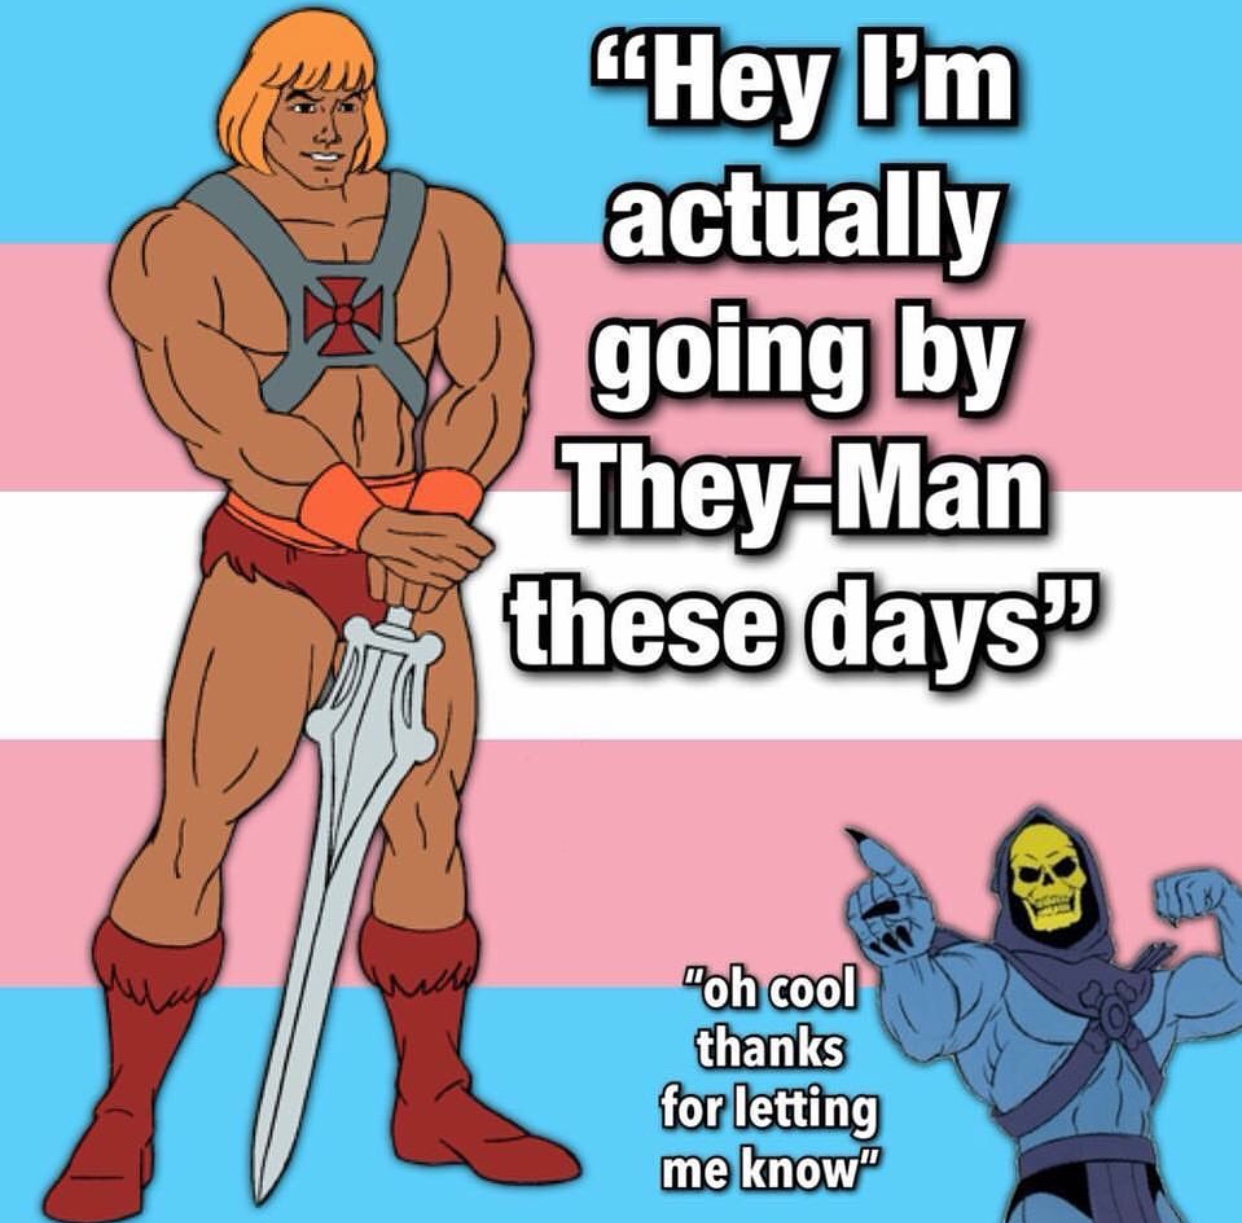 “Hey I’m
actually
going by
They-Man
these days”
"oh cool
thanks
for letting
me know"